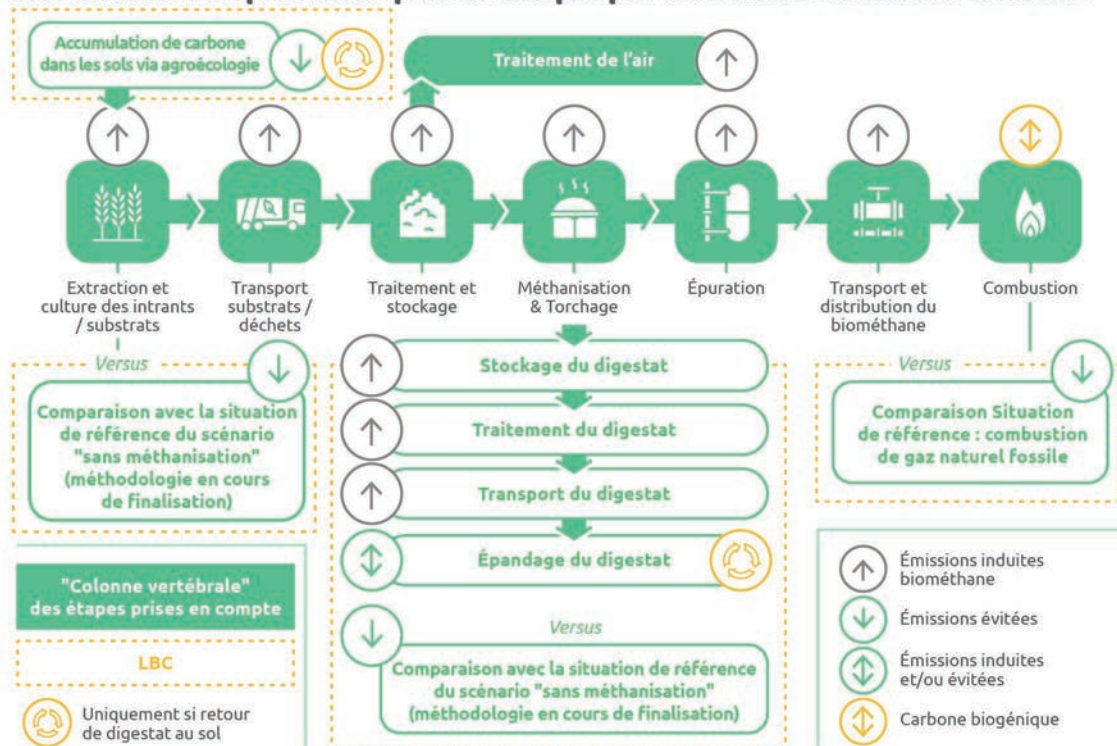 Accumulation de carbone
dans les sols via agroécologie
Traitement de l'air
Extraction et
culture des intrants
/ substrats
Transport
substrats /
déchets
Traitement et
stockage
Méthanisation
& Torchage
Épuration
Transport et
distribution du
biométhane
Combustion
Versus
Comparaison avec la situation
de référence du scénario
"sans méthanisation"
(méthodologie en cours
de finalisation)
Stockage du digestat
Traitement du digestat
Transport du digestat
Épandage du digestat
Versus
Comparaison avec la situation de référence
du scénario "sans méthanisation"
(méthodologie en cours de finalisation)
Versus
Comparaison Situation
de référence : combustion
de gaz naturel fossile
"Colonne vertébrale"
des étapes prises en compte
LBC
Uniquement si retour
de digestat au sol
Émissions induites
biométhane
Émissions évitées
Émissions induites
et/ou évitées
Carbone biogénique